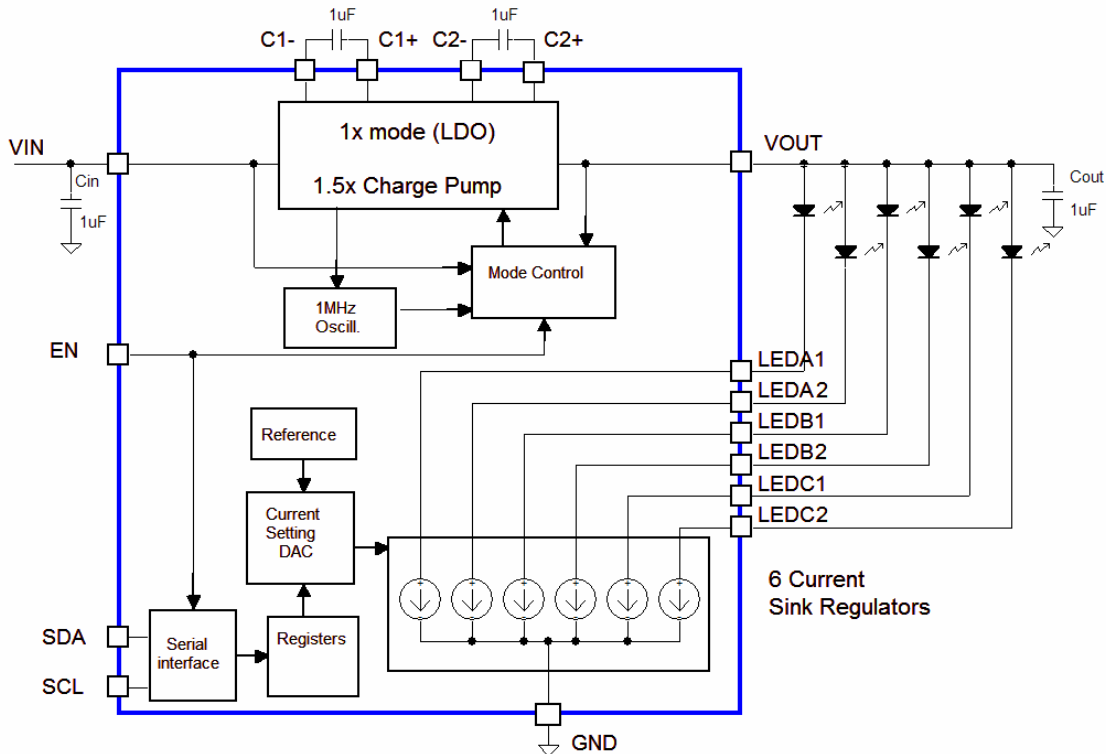 1uF
1uF
C1-
C1+
C2-
C2+
1x mode (LDO)
1.5x Charge Pump
VIN
VOUT
Cin
1uF
Cout
1uF
Mode Control
1MHz
Oscill.
EN
LEDA1
LEDA2
LEDB1
LEDB2
LEDC1
LEDC2
Reference
Current
Setting
DAC
6 Current
Sink Regulators
+
+
+
+
+
+
SDA
SCL
Serial
interface
Registers
GND